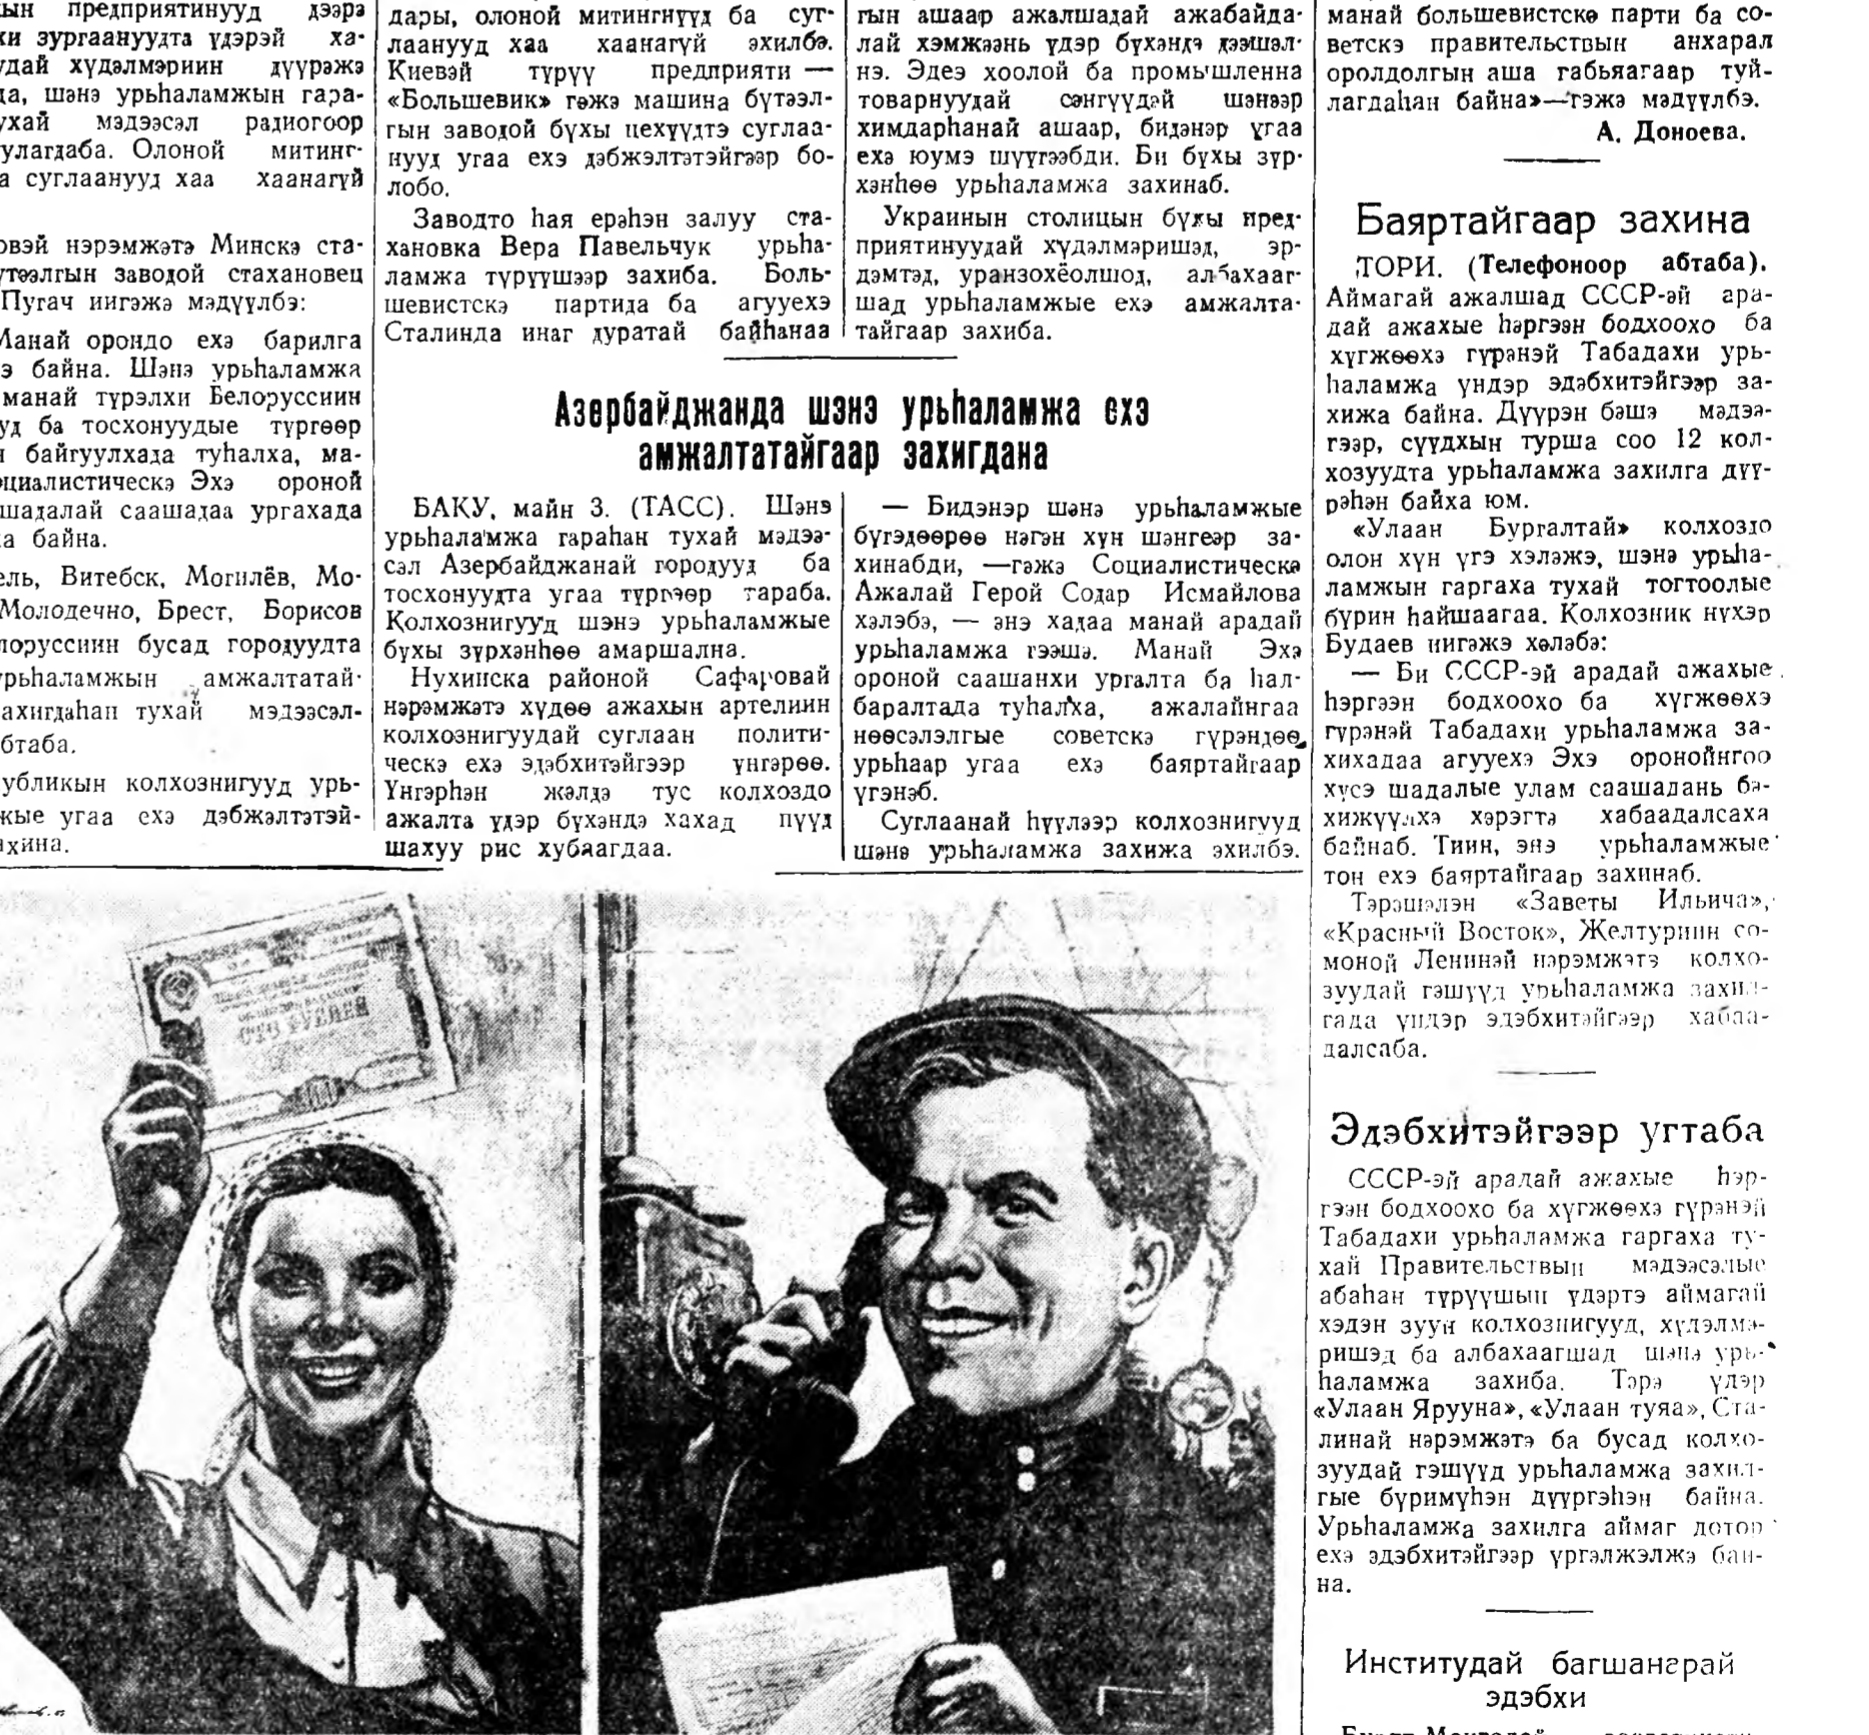 ын предприятинууд дээрэ
ки зургаануудта үдэрэй ха-
удай хүдэлмэриин дүүрэжэ
да, шэнэ урьһаламжын гара-
ухай мэдээсэл радиогоор
улагдаба. Олоной митинг-
а суглаанууд хаа хаанагүй
нэрэмжэтэ Минскэ ста-
заводой стахановец
Пугач иигэжэ мэдүүлбэ:
Манай орондо ехэ барилга
э байна. Шэнэ урьһаламжа
манай түрэлхи Белоруссиин
уд ба тосхонуудые түргөөр
байгуулхада туһалха, ма-
оциалистическэ Эхэ ороной
шадалай саашадаа ургахада
а байна.
ель, Витебск, Могилёв, Мо-
Молодечно, Брест, Борисов
лоруссиин бусад городуудта
урьһаламжын амжалтатай-
ахигдаһан тухай мэдээсэл-
бтаба.
убликын колхознигууд урь-
жые угаа ехэ дэбжэлтэтэй-
ахина.
дары, олоной митингнүүд ба суг-
лаанууд хаа хаанагүй эхилбэ.
Киевэй түрүү предприяти —
«Большевик» гэжэ машина бүтээл-
гын заводой бүхы цехүүдтэ суглаа-
нууд угаа ехэ дэбжэлтэтэйгээр бо-
лобо.
Заводто һая ерэһэн залуу ста-
хановка Вера Павельчук урьһа-
ламжа түрүүшээр захиба. Боль-
шевистскэ партида ба агууехэ
Сталинда инаг дуратай байһанаа
гын ашаар ажалшадай ажабайда-
лай хэмжээнь үдэр бүхэндэ дээшэл-
нэ. Эдеэ хоолой ба промышленна
товарнуудай сэнгүүдэй шэнээр
химдарһанай ашаар, бидэнэр угаа
ехэ юумэ шүүгээбди. Би бүхы зүр-
хэнһөө урьһаламжа захинаб.
Украинын столицын бүхы пред-
приятинуудай хүдэлмэришэд, эр-
дэмтэд, уранзохёолшод, албахааг-
шад урьһаламжые ехэ амжалта-
тайгаар захиба.
Азербайджанда шэнэ урьһаламжа ехэ
амжалтатайгаар захигдана
БАКУ, майн 3. (ТАСС). Шэнэ
урьһаламжа гараһан тухай мэдээ-
сэл Азербайджанай городууд ба
тосхонуудта угаа түргөөр тараба.
Колхознигууд шэнэ урьһаламжые
бүхы зүрхэнһөө амаршална.
Нухинска районой Сафаровай
нэрэмжэтэ хүдөө ажахын артелиин
колхознигуудай суглаан полити-
ческэ ехэ эдэбхитэйгээр үнгэрөө.
Үнгэрһэн жэлдэ тус колхоздо
ажалта үдэр бүхэндэ хахад пүүд
шахуу рис хубаагдаа.
— Бидэнэр шэнэ урьһаламжые
бүгэдөөрөө нэгэн хүн шэнгеэр за-
хинабди, —гэжэ Социалистическэ
Ажалай Герой Содар Исмайлова
хэлэбэ, — энэ хадаа манай арадай
урьһаламжа гээшэ. Манай Эхэ
ороной саашанхи ургалта ба һал-
баралтада туһалха, ажалайнгаа
нөөсэлэлгые советскэ гүрэндөө
урьһаар угаа ехэ баяртайгаар
үгэнэб.
Суглаанай һүүлээр колхознигууд
шэнэ урьһаламжа захижа эхилбэ.
манай большевистскэ парти ба со-
ветскэ правительствын анхарал
оролдолгын аша габьяагаар туй-
лагдаһан байна»—гэжэ мэдүүлбэ.
А. Доноева.
Баяртайгаар захина
ТОРИ. (Телефоноор абтаба).
Аймагай ажалшад СССР-эй ара-
дай ажахые һэргээн бодхоохо ба
хүгжөөхэ гүрэнэй Табадахи урь-
һаламжа үндэр эдэбхитэйгээр за-
хижа байна. Дүүрэн бэшэ мэдээ-
гээр, сүүдхын турша соо 12 кол-
хозуудта урьһаламжа захилга дүү-
рэһэн байха юм.
«Улаан Бургалтай» колхоздо
олон хүн үгэ хэлэжэ, шэнэ урьһа-
ламжын гаргаха тухай тогтоолые
бүрин һайшаагаа. Колхозник нүхэр
Будаев иигэжэ хэлэбэ:
— Би СССР-эй арадай ажахые
һэргээн бодхоохо ба хүгжөөхэ
гүрэнэй Табадахи урьһаламжа за-
хихадаа агууехэ Эхэ оронойнгоо
хүсэ шадалые улам саашадань бэ-
хижүүлхэ хэрэгтэ хабаадалсаха
байнаб. Тиин, энэ урьһаламжые
тон ехэ баяртайгаар захинаб.
Тэрэшэлэн «Заветы Ильича»,
«Красный Восток», Желтуриин со-
моной Ленинэй нэрэмжэтэ колхо-
зуудай гэшүүд урьһаламжа захил-
гада үндэр эдэбхитэйгээр хабаа-
далсаба.
Эдэбхитэйгээр угтаба
СССР-эй арадай ажахые һэр-
гээн бодхоохо ба хүгжөөхэ гүрэнэй
Табадахи урьһаламжа гаргаха ту-
хай Правительствын мэдээсэлые
абаһан түрүүшын үдэртэ аймагай
хэдэн зуун колхознигууд, хүдэлмэ-
ришэд ба албахаагшад шэнэ урь-
һаламжа захиба. Тэрэ үдэр
«Улаан Ярууна», «Улаан туяа», Ста-
линай нэрэмжэтэ ба бусад колхо-
зуудай гэшүүд урьһаламжа захил-
гые бүримүһэн дүүргэһэн байна.
Урьһаламжа захилга аймаг дотор
ехэ эдэбхитэйгээр үргэлжэлжэ бай-
на.
Институдай багшанарай
эдэбхи